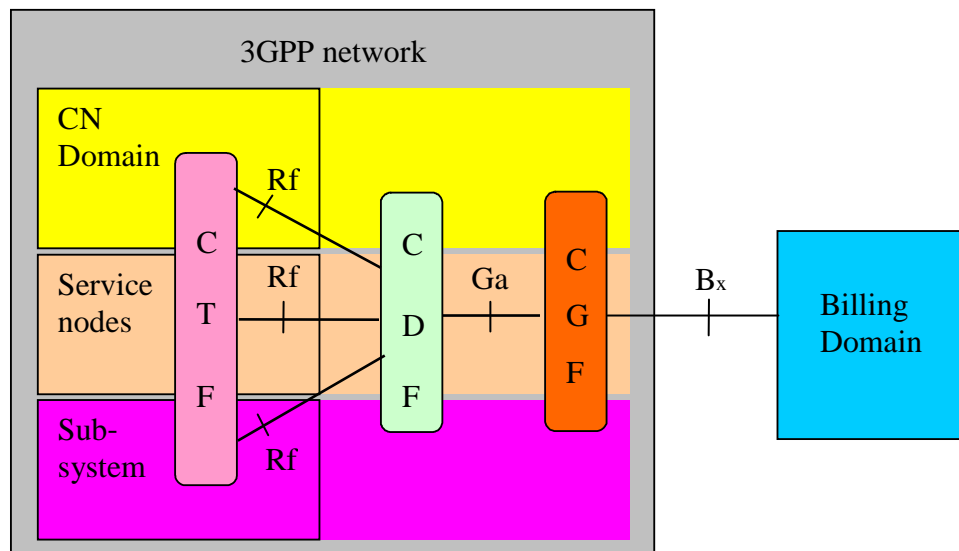 3GPP network
CN
Domain
Rf
C
T
F
Service
nodes
Rf
Sub-
system
Rf
C
D
F
Ga
C
G
F
Bx
Billing
Domain